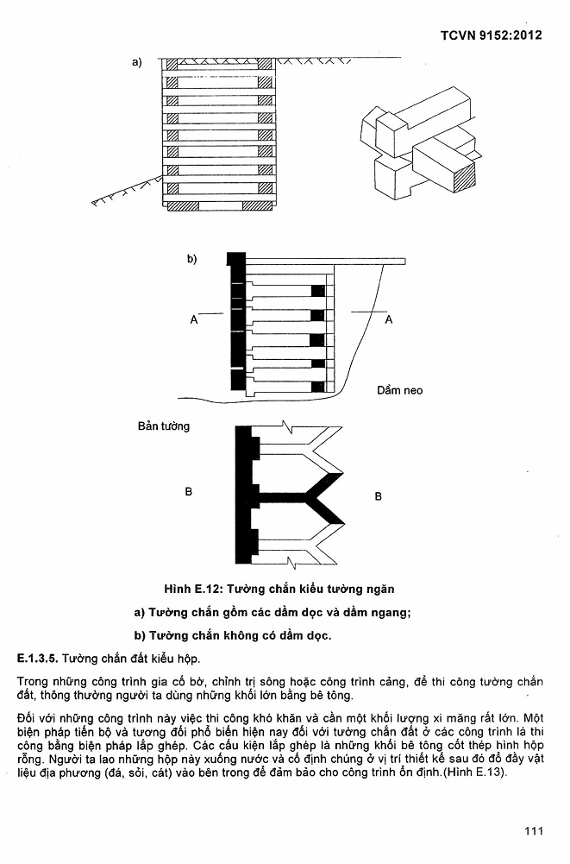 TCVN 9152:2012
a)
b)
A
A
Dầm neo
Bản tường
B
B
Hình E.12: Tường chắn kiểu tường ngăn
a) Tường chắn gồm các dầm dọc và dầm ngang;
b) Tường chắn không có dầm dọc.
E.1.3.5. Tường chắn đất kiểu hộp.
Trong những công trình gia cố bờ, chỉnh trị sông hoặc công trình cảng, để thi công tường chắn
đất, thông thường người ta dùng những khối lớn bằng bê tông.
Đối với những công trình này việc thi công khó khăn và cần một khối lượng xi măng rất lớn. Một
biện pháp tiến bộ và tương đối phổ biến hiện nay đối với tường chắn đất ở các công trình là thi
công bằng biện pháp lắp ghép. Các cấu kiện lắp ghép là những khối bê tông cốt thép hình hộp
rỗng. Người ta lao những hộp này xuống nước và cố định chúng ở vị trí thiết kế sau đó đổ đầy vật
liệu địa phương (đá, sỏi, cát) vào bên trong để đảm bảo cho công trình ổn định.(Hình E.13).
111